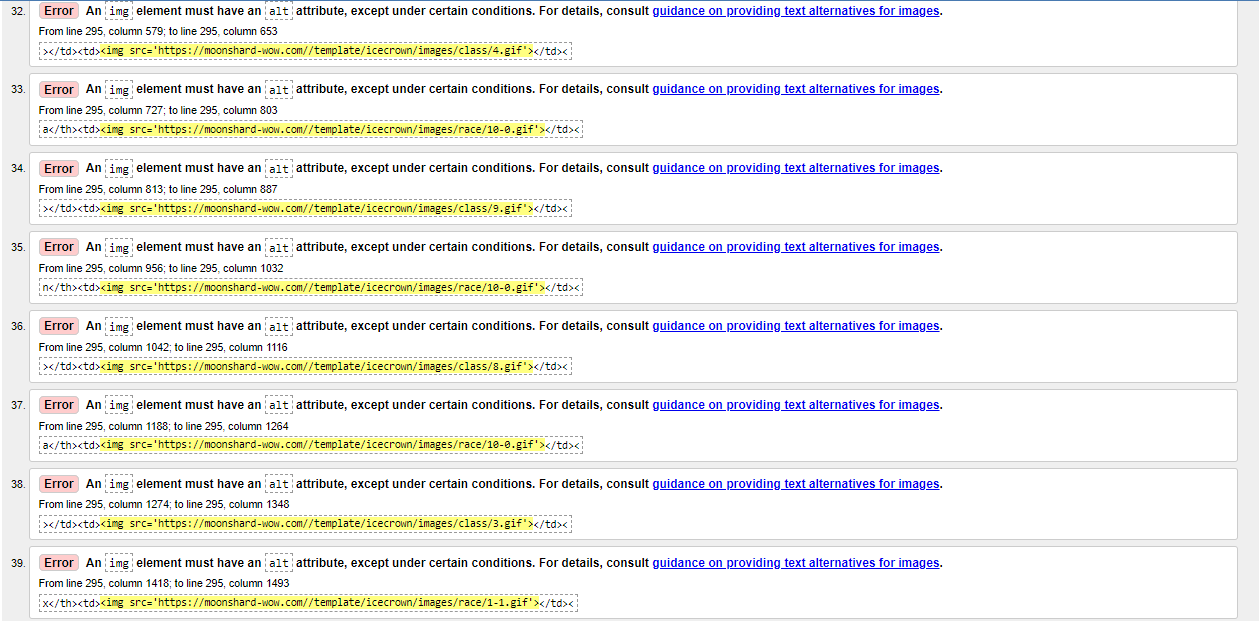 32. Error An img element must have an alt attribute, except under certain conditions. For details, consult guidance on providing text alternatives for images.
From line 295, column 579; to line 295, column 653
></td><td><img src='https://moonshard-wow.com//template/icecrown/images/class/4.gif'></td><
33. Error An img element must have an alt attribute, except under certain conditions. For details, consult guidance on providing text alternatives for images.
From line 295, column 727; to line 295, column 803
a</th><td><img src='https://moonshard-wow.com//template/icecrown/images/race/10-0.gif'></td><
34. Error An img element must have an alt attribute, except under certain conditions. For details, consult guidance on providing text alternatives for images.
From line 295, column 813; to line 295, column 887
></td><td><img src='https://moonshard-wow.com//template/icecrown/images/class/9.gif'></td><
35. Error An img element must have an alt attribute, except under certain conditions. For details, consult guidance on providing text alternatives for images.
From line 295, column 956; to line 295, column 1032
n</th><td><img src='https://moonshard-wow.com//template/icecrown/images/race/10-0.gif'></td><
36. Error An img element must have an alt attribute, except under certain conditions. For details, consult guidance on providing text alternatives for images.
From line 295, column 1042; to line 295, column 1116
></td><td><img src='https://moonshard-wow.com//template/icecrown/images/class/8.gif'></td><
37. Error An img element must have an alt attribute, except under certain conditions. For details, consult guidance on providing text alternatives for images.
From line 295, column 1188; to line 295, column 1264
a</th><td><img src='https://moonshard-wow.com//template/icecrown/images/race/10-0.gif'></td><
38. Error An img element must have an alt attribute, except under certain conditions. For details, consult guidance on providing text alternatives for images.
From line 295, column 1274; to line 295, column 1348
></td><td><img src='https://moonshard-wow.com//template/icecrown/images/class/3.gif'></td><
39. Error An img element must have an alt attribute, except under certain conditions. For details, consult guidance on providing text alternatives for images.
From line 295, column 1418; to line 295, column 1493
x</th><td><img src='https://moonshard-wow.com//template/icecrown/images/race/1-1.gif'></td><